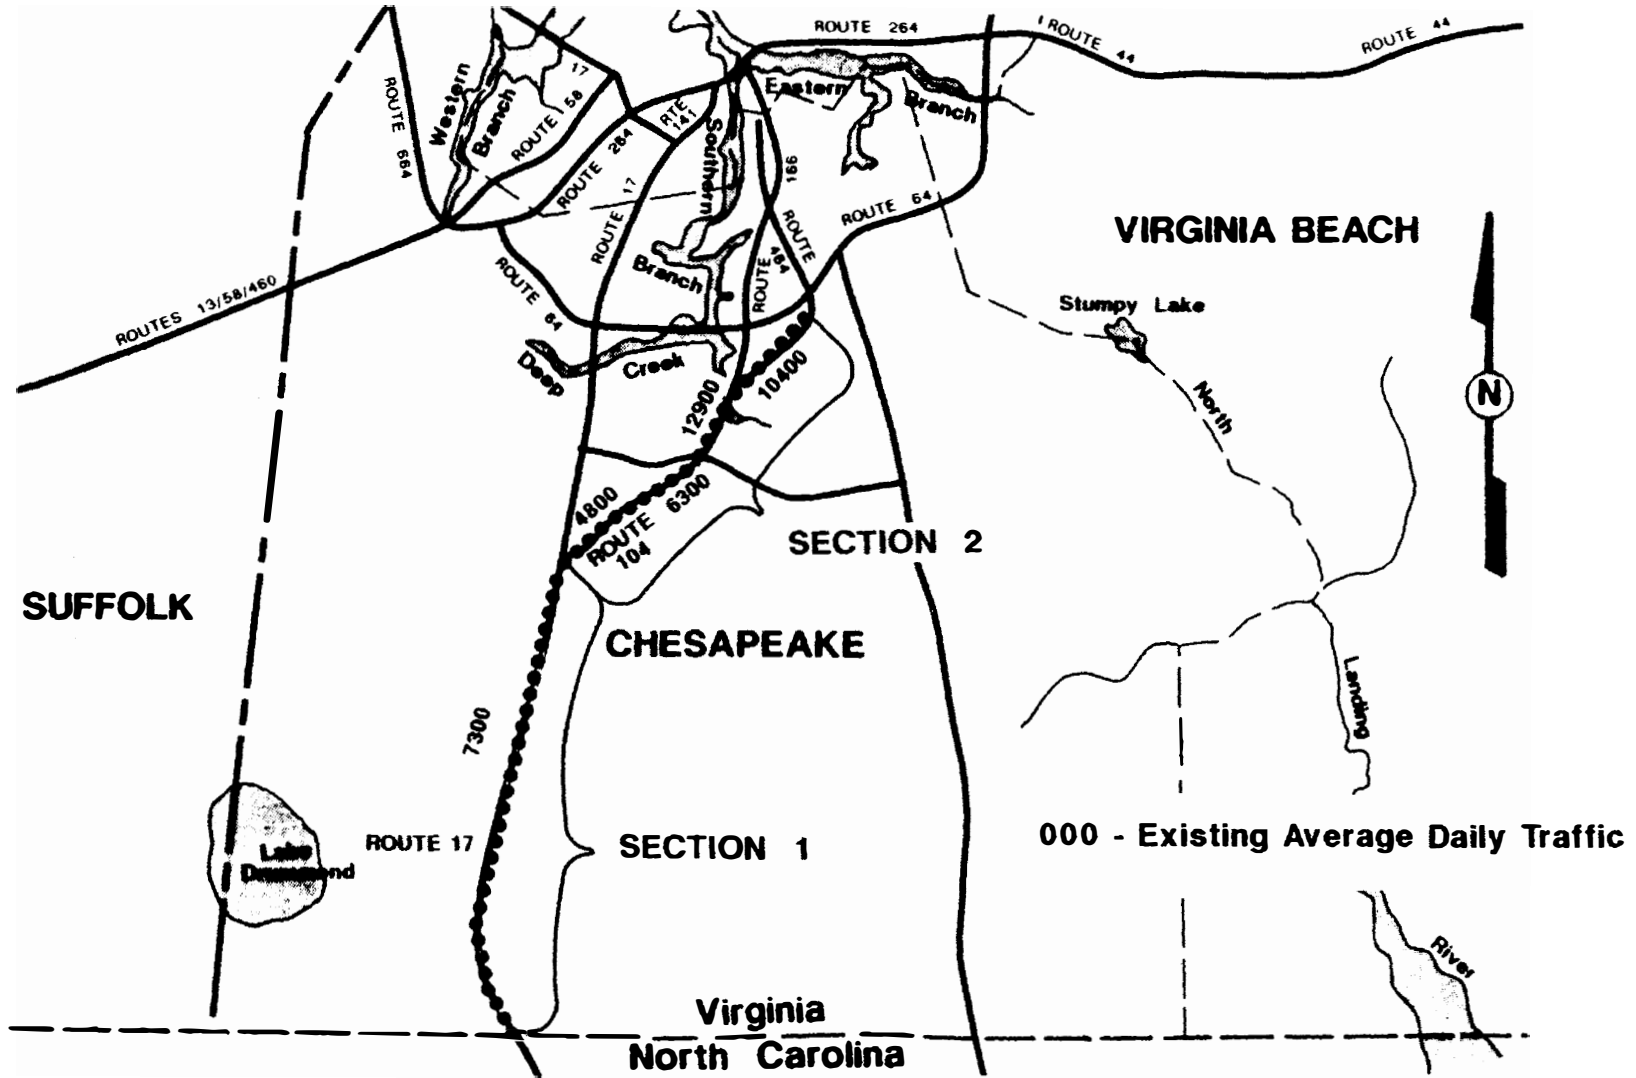 ROUTE 264
ROUTE 44
ROUTE 44
ROUTE 664
Western
Branch
17
ROUTE 58
ROUTE 264
RTE
141
Southern
Branch
Eastern
Branch
166
ROUTE 17
ROUTE
464
ROUTE
ROUTE 64
ROUTE 64
ROUTES 13/58/460
VIRGINIA BEACH
Stumpy Lake
N
Deep
Creek
10400
12900
North
4800
6300
ROUTE
104
SECTION 2
SUFFOLK
CHESAPEAKE
Landing
7300
ROUTE 17
SECTION 1
000 - Existing Average Daily Traffic
Lake
Drummond
River
Virginia
North Carolina